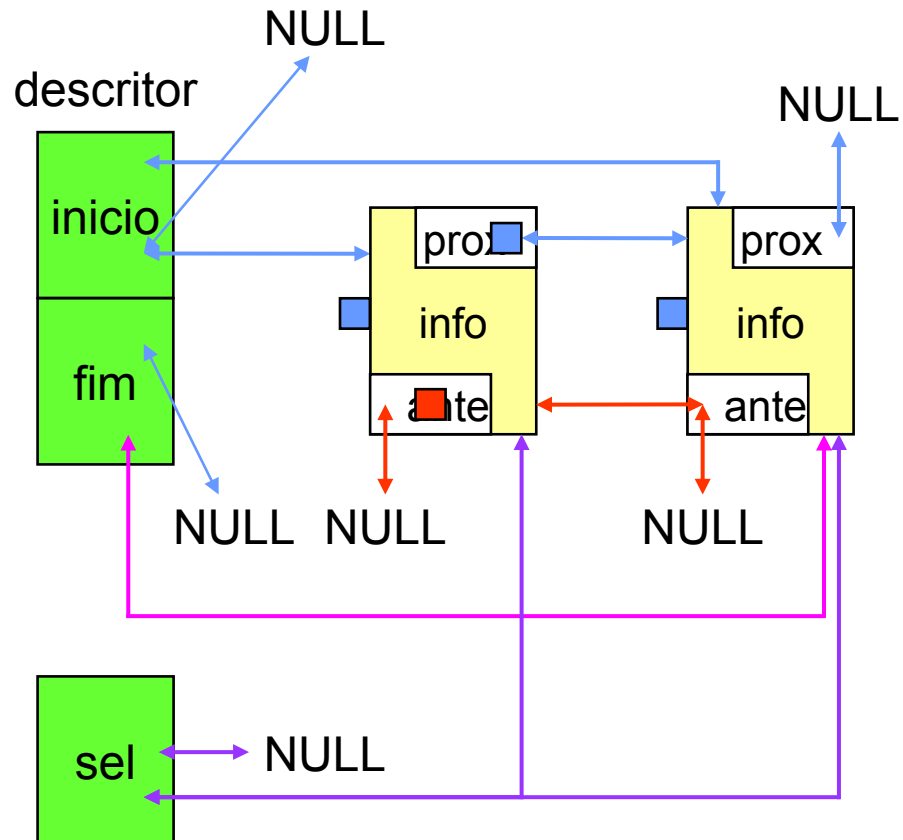 NULL
descritor
NULL
inicio
prox
prox
info
info
fim
ante
ante
NULL
NULL
NULL
sel
NULL